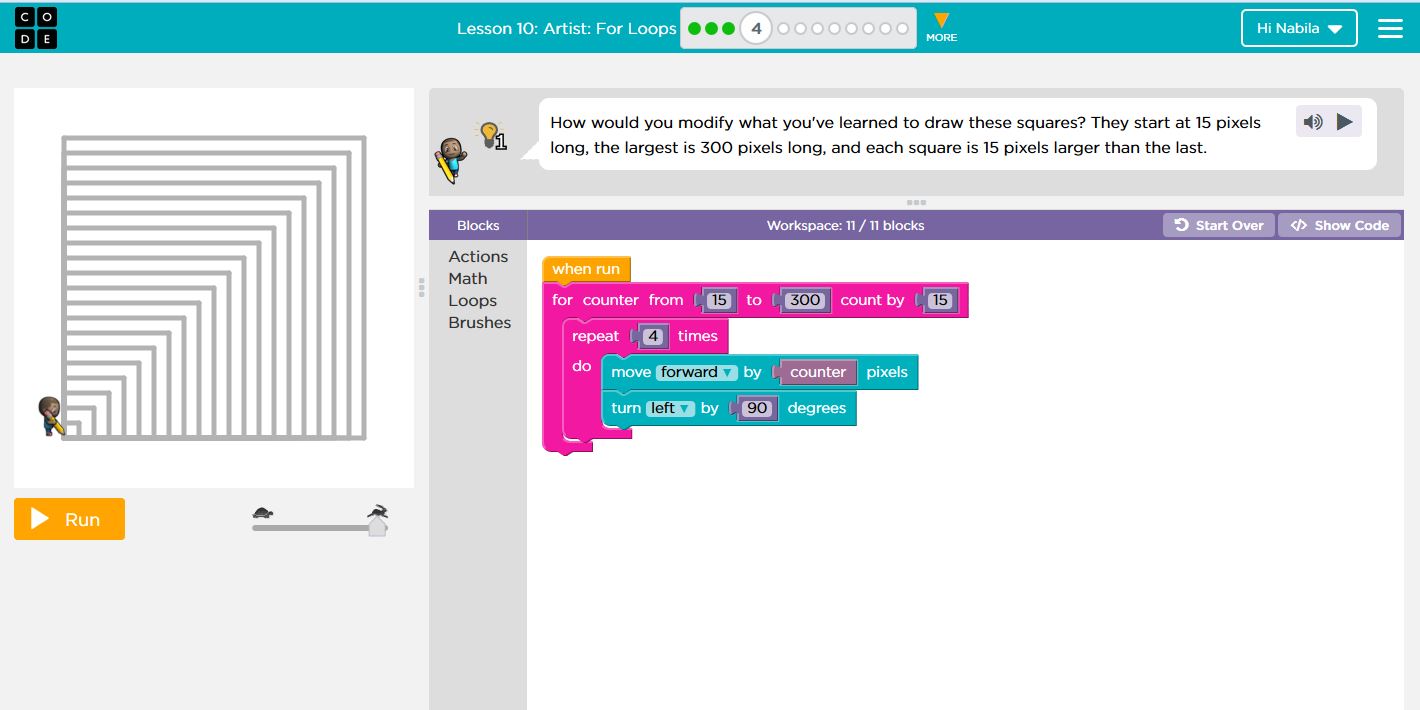 C O
D E
Lesson 10: Artist: For Loops
4
MORE
Hi Nabila
1
How would you modify what you've learned to draw these squares? They start at 15 pixels
long, the largest is 300 pixels long, and each square is 15 pixels larger than the last.
Blocks
Workspace: 11 / 11 blocks
Start Over
</> Show Code
Actions
Math
Loops
Brushes
when run
for counter from 15 to 300 count by 15
repeat 4 times
do
move forward by counter pixels
turn left by 90 degrees
Run